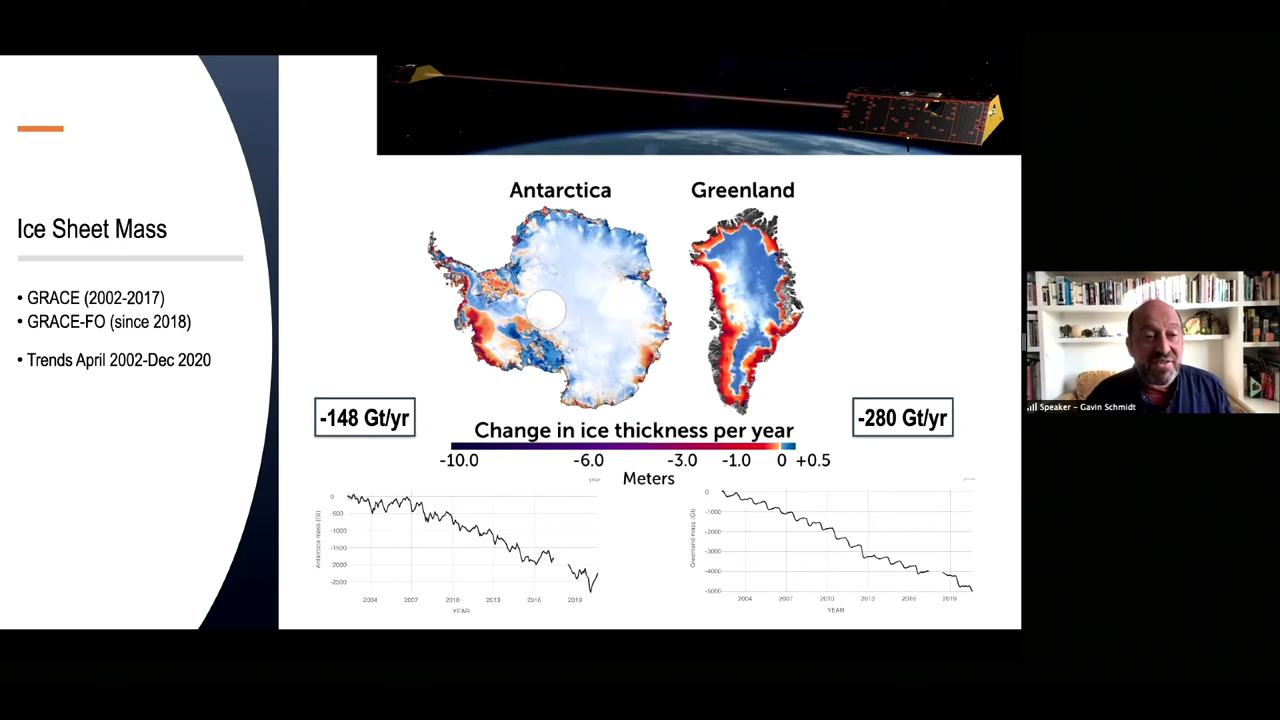 Ice Sheet Mass
• GRACE (2002-2017)
• GRACE-FO (since 2018)
• Trends April 2002-Dec 2020
Antarctica
Greenland
-148 Gt/yr
-280 Gt/yr
Change in ice thickness per year
-10.0 -6.0 -3.0 -1.0 0 +0.5
Meters
year
Antarctica mass (Gt)
0
-500
-1000
-1500
-2000
-2500
2004 2007 2010 2013 2016 2019
YEAR
year
Greenland mass (Gt)
0
-1000
-2000
-3000
-4000
-5000
2004 2007 2010 2013 2016 2019
YEAR
Speaker – Gavin Schmidt